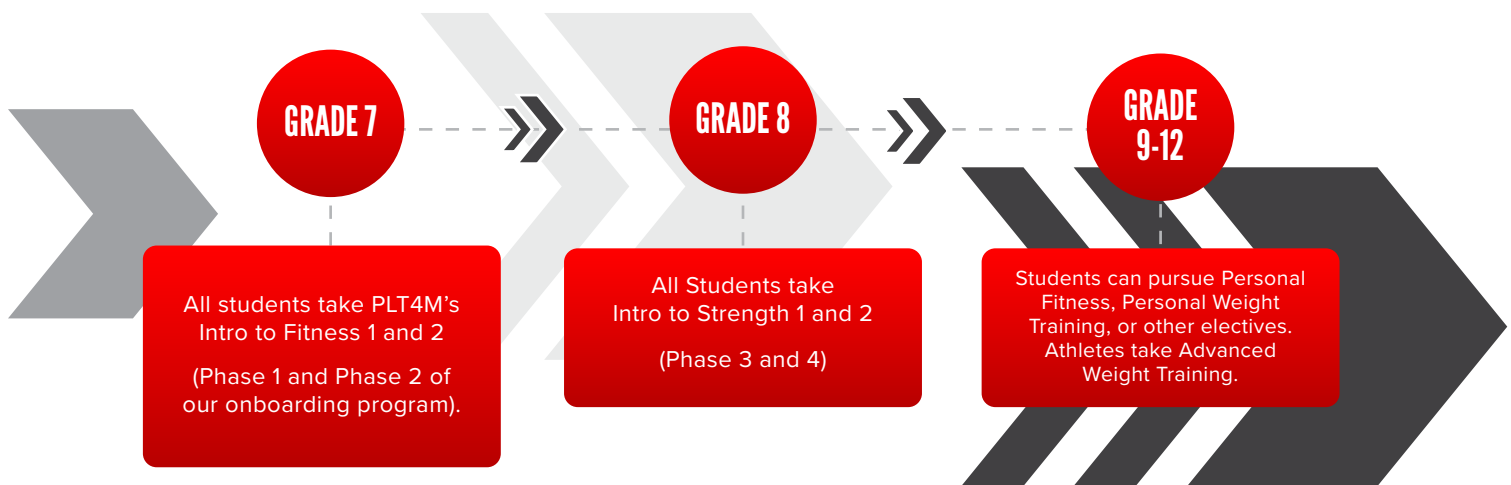 GRADE 7
All students take PLT4M’s
Intro to Fitness 1 and 2
(Phase 1 and Phase 2 of
our onboarding program).
GRADE 8
All Students take
Intro to Strength 1 and 2
(Phase 3 and 4)
GRADE
9-12
Students can pursue Personal
Fitness, Personal Weight
Training, or other electives.
Athletes take Advanced
Weight Training.